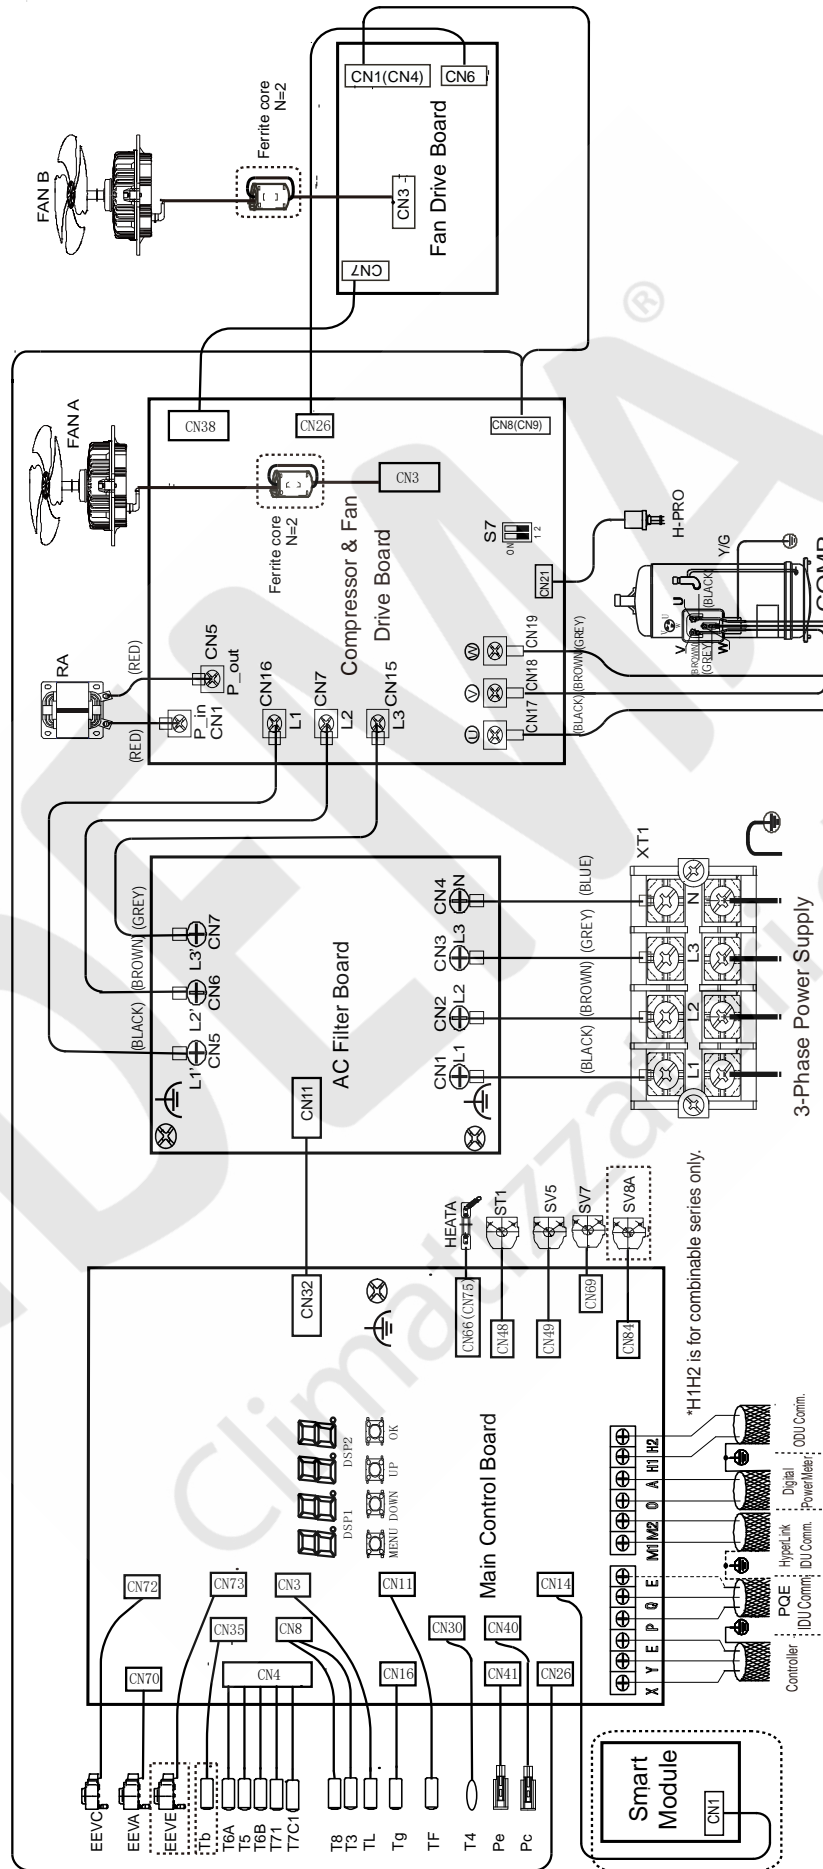 CN1(CN4)
CN6
CN3
CN7
Fan Drive Board
Ferrite core
N=2
FAN B
®
FAN A
CN38
CN26
CN8(CN9)
Ferrite core
N=2
CN3
S7
ON
1 2
CN21
H-PRO
Y/G
COMP
U
(BLACK)
V
(BROWN)
(GREY)
W
RA
(RED)
(RED)
CN5
P_out
P_in
CN1
Compressor & Fan
Drive Board
CN16
L1
CN7
L2
CN15
L3
U
V
W
CN17
CN18
CN19
(BLACK)
(BROWN)
(GREY)
(BLACK)
(BROWN)
(GREY)
L1'
CN5
L2'
CN6
L3'
CN7
AC Filter Board
CN11
CN1
L1
CN2
L2
CN3
L3
CN4
N
(BLACK)
(BROWN)
(GREY)
(BLUE)
XT1
L1
L2
L3
N
3-Phase Power Supply
CN32
HEATA
ST1
SV5
SV7
SV8A
CN66(CN75)
CN48
CN49
CN69
CN84
*H1H2 is for combinable series only.
DSP1
DSP2
MENU
DOWN
UP
OK
Main Control Board
CN72
CN70
CN73
CN35
CN3
CN8
CN4
CN11
CN16
CN30
CN40
CN41
CN14
CN26
X Y E P Q E
M1 M2 O A H1 H2
Controller
PQE
IDU Comm.
HyperLink
IDU Comm.
Digital
PowerMeter
ODU Comm.
EEVC
EEVA
EEVE
Tb
T6A
T5
T6B
T71
T7C1
T8
T3
TL
Tg
TF
T4
Pe
Pc
Smart
Module
CN1
Climatizzatori